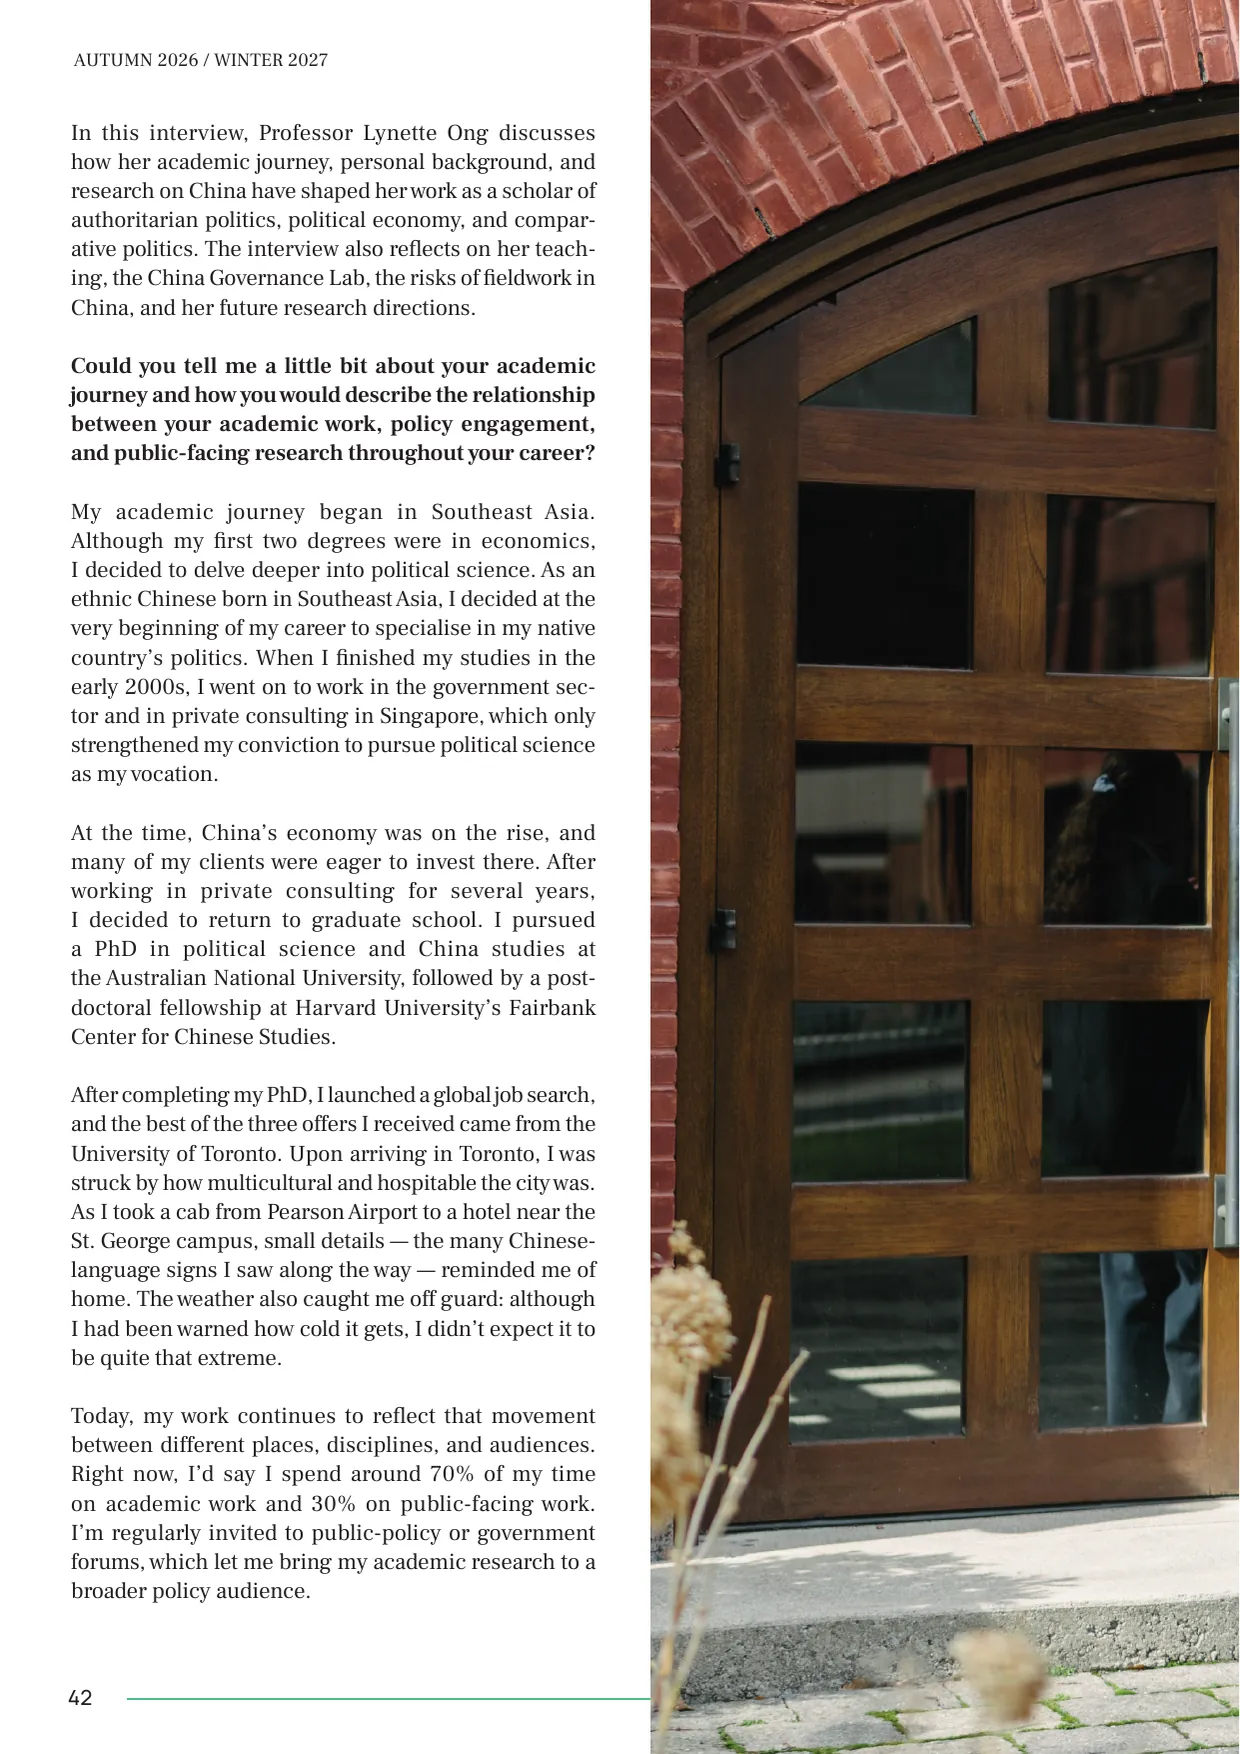 AUTUMN 2026 / WINTER 2027
In this interview, Professor Lynette Ong discusses
how her academic journey, personal background, and
research on China have shaped her work as a scholar of
authoritarian politics, political economy, and compar-
ative politics. The interview also reflects on her teach-
ing, the China Governance Lab, the risks of fieldwork in
China, and her future research directions.
Could you tell me a little bit about your academic
journey and how you would describe the relationship
between your academic work, policy engagement,
and public-facing research throughout your career?
My academic journey began in Southeast Asia.
Although my first two degrees were in economics,
I decided to delve deeper into political science. As an
ethnic Chinese born in Southeast Asia, I decided at the
very beginning of my career to specialise in my native
country’s politics. When I finished my studies in the
early 2000s, I went on to work in the government sec-
tor and in private consulting in Singapore, which only
strengthened my conviction to pursue political science
as my vocation.
At the time, China’s economy was on the rise, and
many of my clients were eager to invest there. After
working in private consulting for several years,
I decided to return to graduate school. I pursued
a PhD in political science and China studies at
the Australian National University, followed by a post-
doctoral fellowship at Harvard University’s Fairbank
Center for Chinese Studies.
After completing my PhD, I launched a global job search,
and the best of the three offers I received came from the
University of Toronto. Upon arriving in Toronto, I was
struck by how multicultural and hospitable the city was.
As I took a cab from Pearson Airport to a hotel near the
St. George campus, small details — the many Chinese-
language signs I saw along the way — reminded me of
home. The weather also caught me off guard: although
I had been warned how cold it gets, I didn’t expect it to
be quite that extreme.
Today, my work continues to reflect that movement
between different places, disciplines, and audiences.
Right now, I’d say I spend around 70% of my time
on academic work and 30% on public-facing work.
I’m regularly invited to public-policy or government
forums, which let me bring my academic research to a
broader policy audience.
42